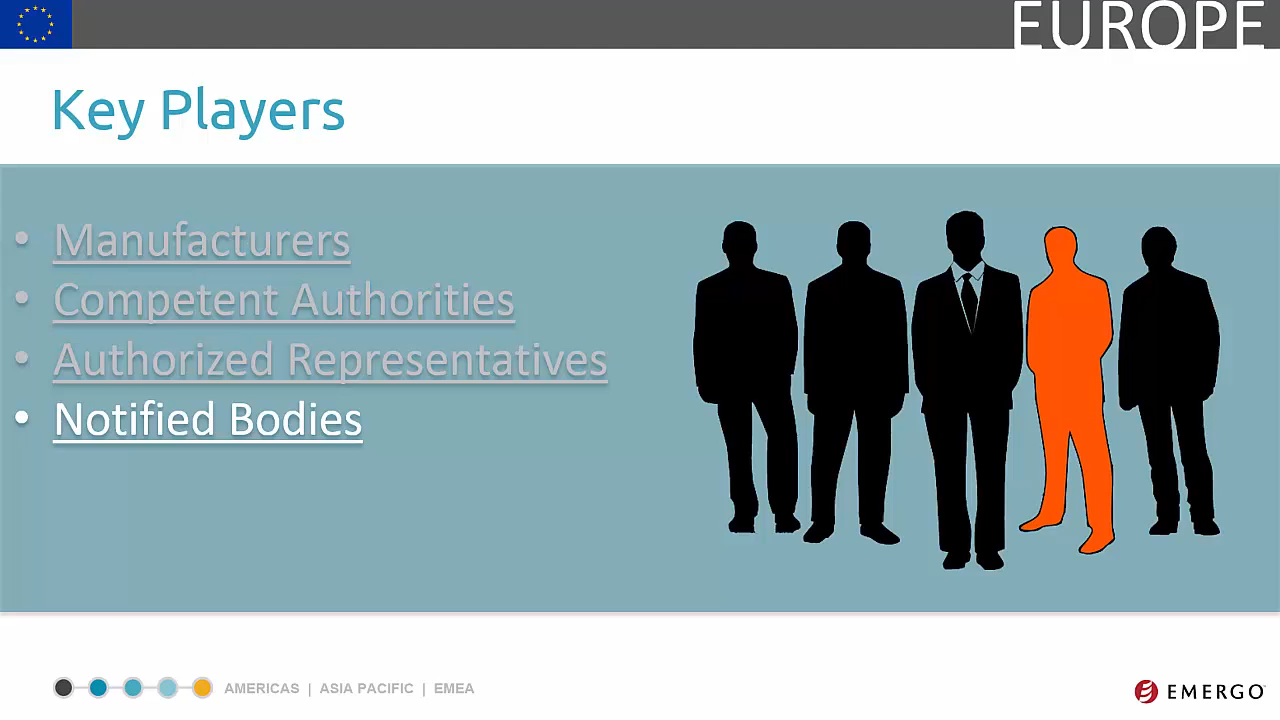 EUROPE
Key Players
• Manufacturers
• Competent Authorities
• Authorized Representatives
• Notified Bodies
AMERICAS | ASIA PACIFIC | EMEA
EMERGO